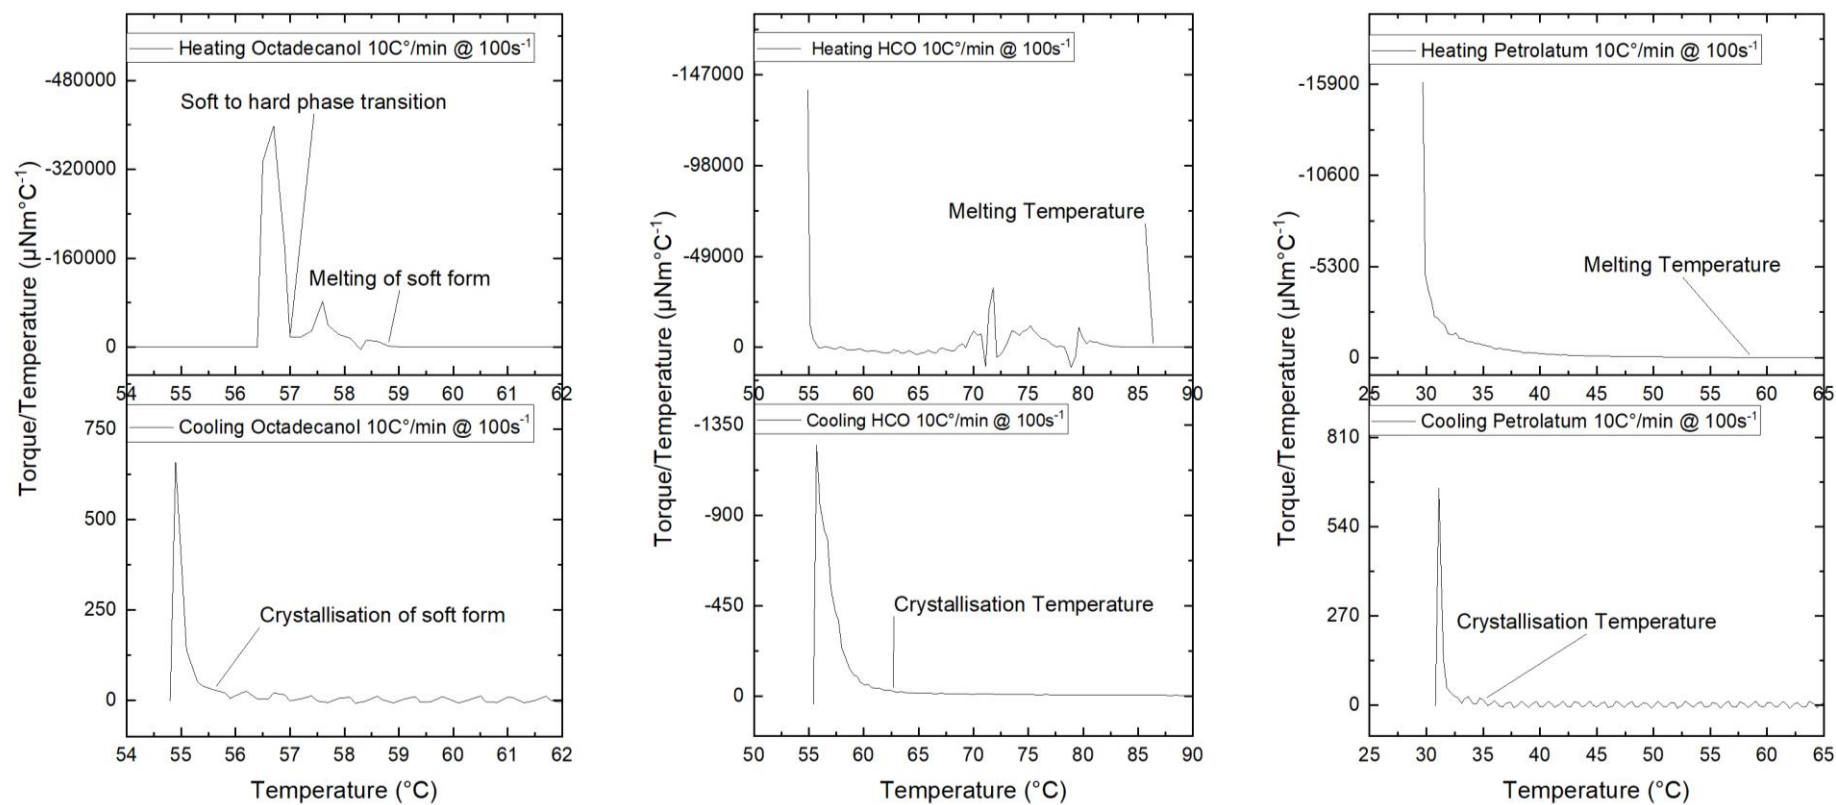 Heating Octadecanol 10C°/min @ 100s⁻¹
-480000
Soft to hard phase transition
-320000
-160000
Melting of soft form
0
54 55 56 57 58 59 60 61 62
Torque/Temperature (µNm°C⁻¹)
Cooling Octadecanol 10C°/min @ 100s⁻¹
750
500
Crystallisation of soft form
250
0
54 55 56 57 58 59 60 61 62
Temperature (°C)
Heating HCO 10C°/min @ 100s⁻¹
-147000
-98000
Melting Temperature
-49000
0
50 55 60 65 70 75 80 85 90
Torque/Temperature (µNm°C⁻¹)
Cooling HCO 10C°/min @ 100s⁻¹
-1350
-900
Crystallisation Temperature
-450
0
50 55 60 65 70 75 80 85 90
Temperature (°C)
Heating Petrolatum 10C°/min @ 100s⁻¹
-15900
-10600
Melting Temperature
-5300
0
25 30 35 40 45 50 55 60 65
Torque/Temperature (µNm°C⁻¹)
Cooling Petrolatum 10C°/min @ 100s⁻¹
810
540
Crystallisation Temperature
270
0
25 30 35 40 45 50 55 60 65
Temperature (°C)